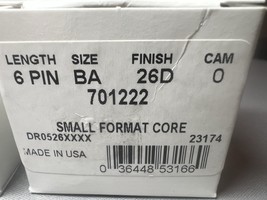 LENGTH SIZE FINISH CAM
6 PIN BA 26D 0
701222
SMALL FORMAT CORE
DR0526XXXX 23174
MADE IN USA
0 36448 53166